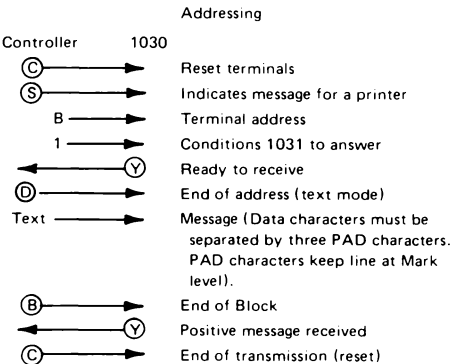 Addressing
Controller 1030
Ⓒ Reset terminals
Ⓢ Indicates message for a printer
B Terminal address
1 Conditions 1031 to answer
Ⓨ Ready to receive
Ⓓ End of address (text mode)
Text Message (Data characters must be
separated by three PAD characters.
PAD characters keep line at Mark
level).
Ⓑ End of Block
Ⓨ Positive message received
Ⓒ End of transmission (reset)